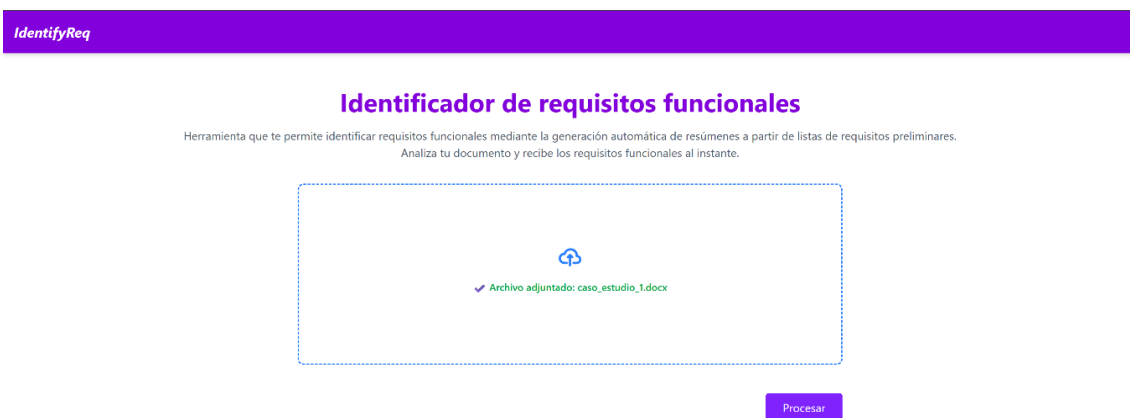 IdentifyReq
Identificador de requisitos funcionales
Herramienta que te permite identificar requisitos funcionales mediante la generación automática de resúmenes a partir de listas de requisitos preliminares.
Analiza tu documento y recibe los requisitos funcionales al instante.
Archivo adjuntado: caso_estudio_1.docx
Procesar